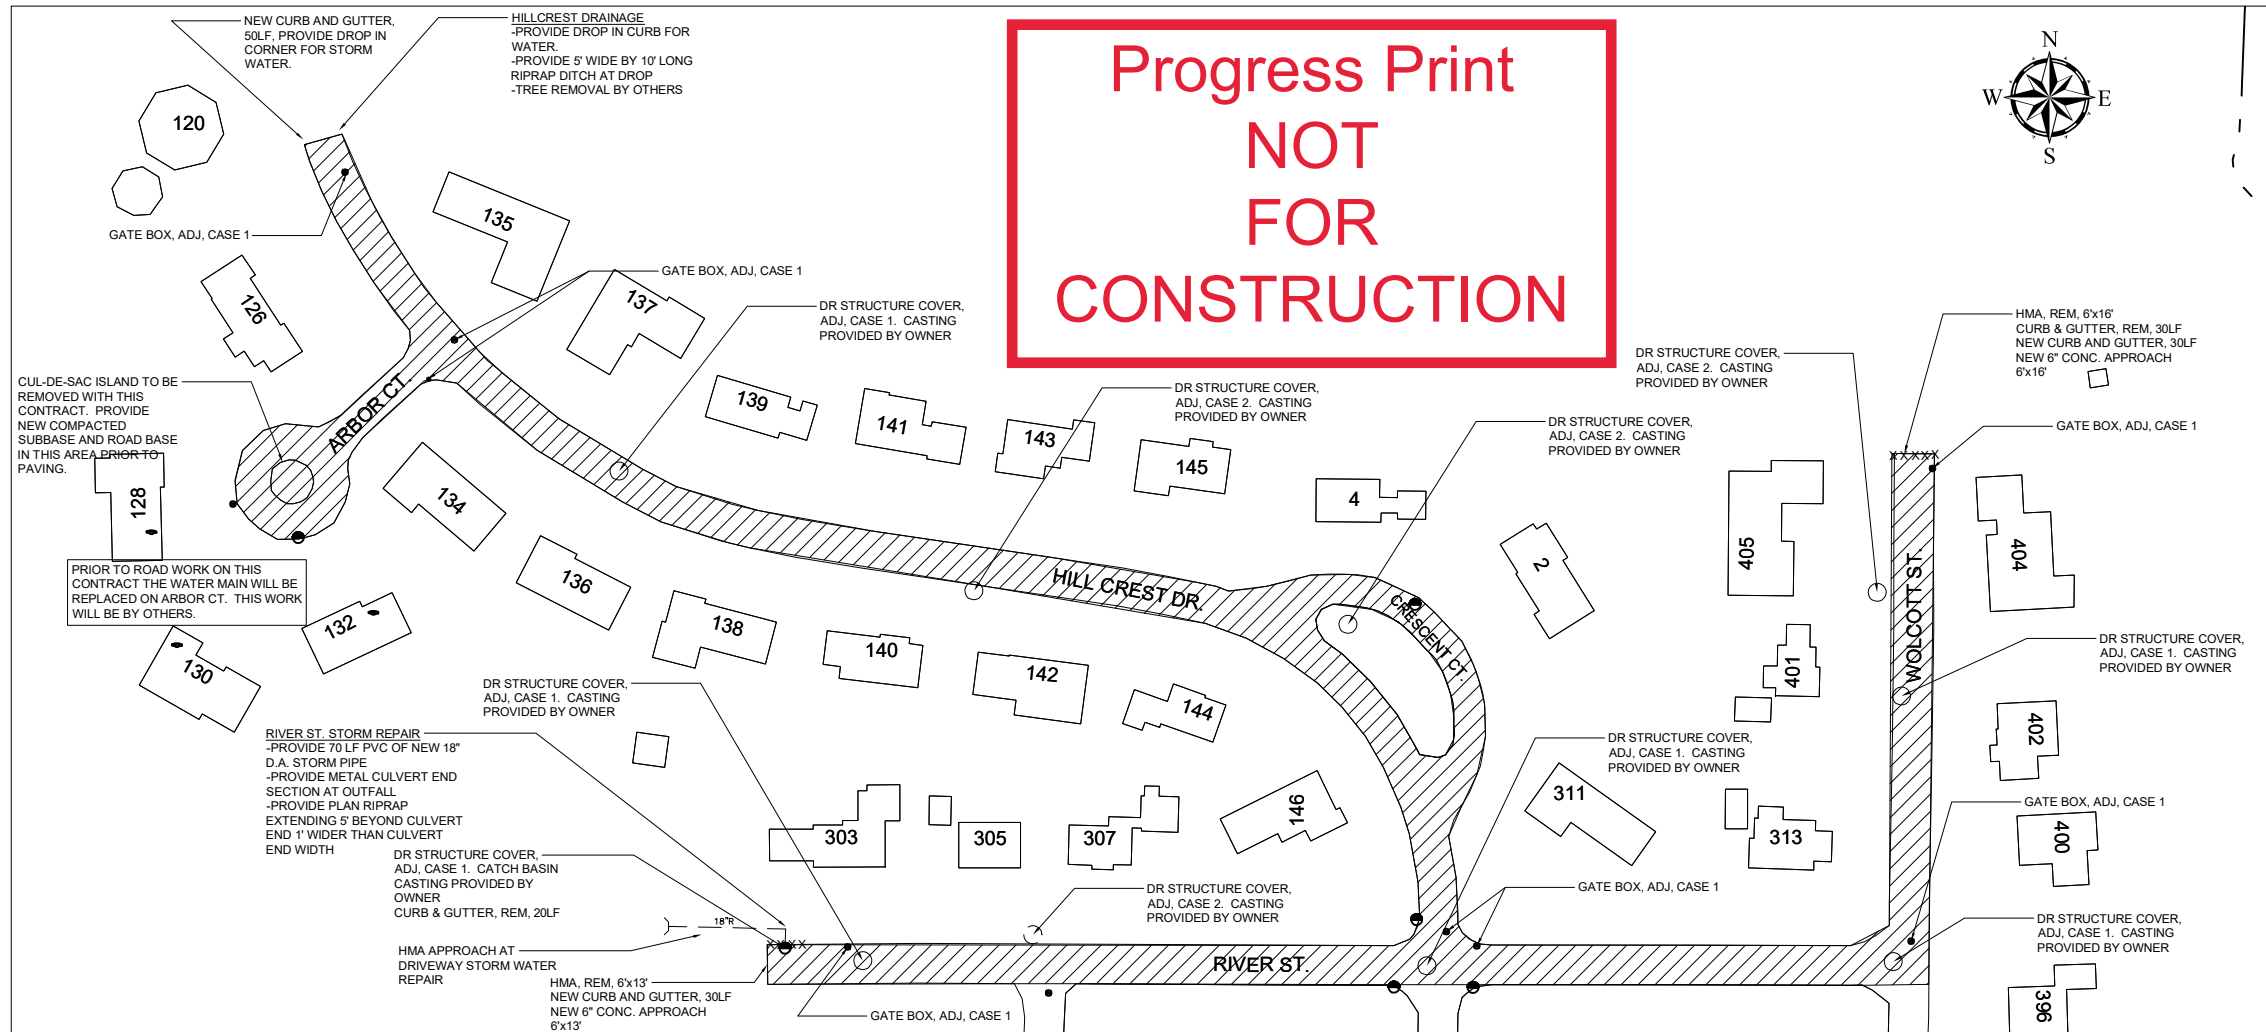 NEW CURB AND GUTTER,
50LF, PROVIDE DROP IN
CORNER FOR STORM
WATER.
HILLCREST DRAINAGE
-PROVIDE DROP IN CURB FOR
WATER.
-PROVIDE 5' WIDE BY 10' LONG
RIPRAP DITCH AT DROP
-TREE REMOVAL BY OTHERS
Progress Print
NOT
FOR
CONSTRUCTION
N
W
E
S
120
135
GATE BOX, ADJ, CASE 1
GATE BOX, ADJ, CASE 1
126
137
DR STRUCTURE COVER,
ADJ, CASE 1. CASTING
PROVIDED BY OWNER
HMA, REM, 6'x16'
CURB & GUTTER, REM, 30LF
NEW CURB AND GUTTER, 30LF
NEW 6" CONC. APPROACH
6'x16'
DR STRUCTURE COVER,
ADJ, CASE 2. CASTING
PROVIDED BY OWNER
CUL-DE-SAC ISLAND TO BE
REMOVED WITH THIS
CONTRACT. PROVIDE
NEW COMPACTED
SUBBASE AND ROAD BASE
IN THIS AREA PRIOR TO
PAVING.
ARBOR CT.
139
141
143
145
DR STRUCTURE COVER,
ADJ, CASE 2. CASTING
PROVIDED BY OWNER
DR STRUCTURE COVER,
ADJ, CASE 2. CASTING
PROVIDED BY OWNER
GATE BOX, ADJ, CASE 1
128
134
4
2
405
404
PRIOR TO ROAD WORK ON THIS
CONTRACT THE WATER MAIN WILL BE
REPLACED ON ARBOR CT. THIS WORK
WILL BE BY OTHERS.
136
HILL CREST DR.
CRESCENT CT.
WOLCOTT ST.
132
130
138
140
142
144
401
402
DR STRUCTURE COVER,
ADJ, CASE 1. CASTING
PROVIDED BY OWNER
DR STRUCTURE COVER,
ADJ, CASE 1. CASTING
PROVIDED BY OWNER
RIVER ST. STORM REPAIR
-PROVIDE 70 LF PVC OF NEW 18"
D.A. STORM PIPE
-PROVIDE METAL CULVERT END
SECTION AT OUTFALL
-PROVIDE PLAN RIPRAP
EXTENDING 5' BEYOND CULVERT
END 1' WIDER THAN CULVERT
END WIDTH
DR STRUCTURE COVER,
ADJ, CASE 1. CASTING
PROVIDED BY OWNER
303
305
307
146
311
313
400
GATE BOX, ADJ, CASE 1
DR STRUCTURE COVER,
ADJ, CASE 1. CATCH BASIN
CASTING PROVIDED BY
OWNER
CURB & GUTTER, REM, 20LF
DR STRUCTURE COVER,
ADJ, CASE 2. CASTING
PROVIDED BY OWNER
GATE BOX, ADJ, CASE 1
DR STRUCTURE COVER,
ADJ, CASE 1. CASTING
PROVIDED BY OWNER
18"R
HMA APPROACH AT
DRIVEWAY STORM WATER
REPAIR
RIVER ST.
HMA, REM, 6'x13'
NEW CURB AND GUTTER, 30LF
NEW 6" CONC. APPROACH
6'x13'
GATE BOX, ADJ, CASE 1
396